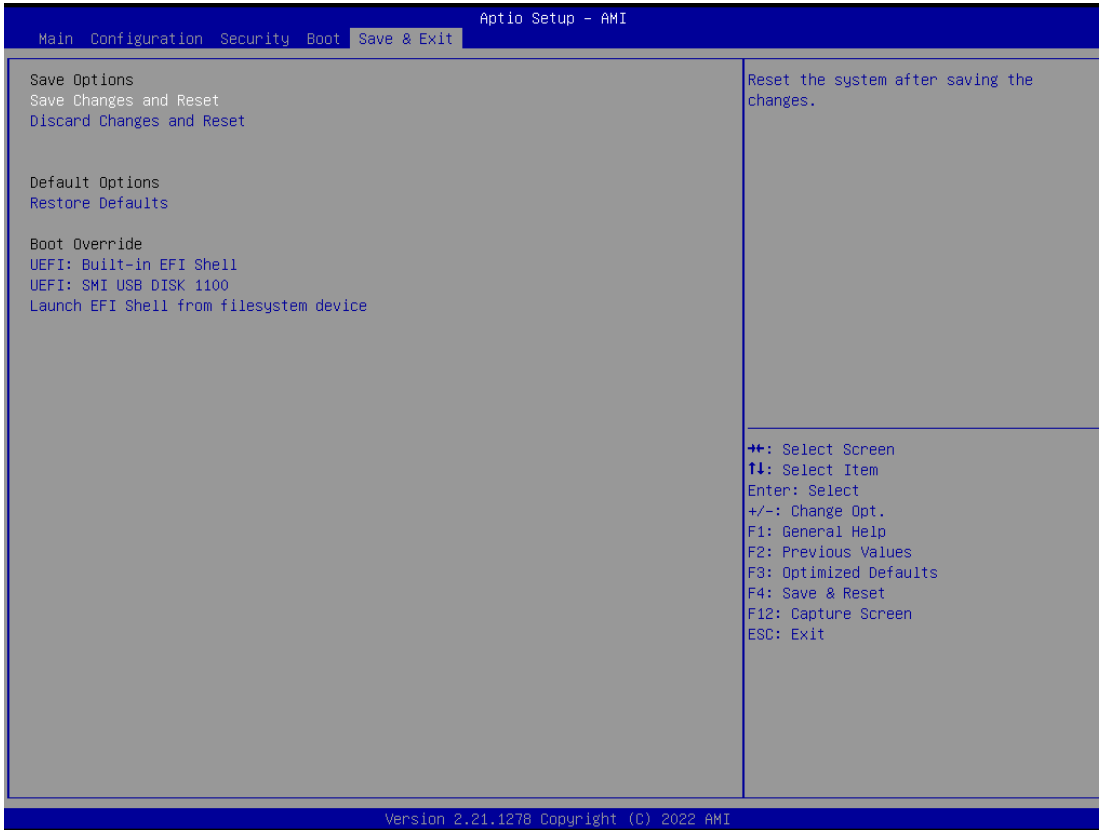 Aptio Setup – AMI
Main Configuration Security Boot Save & Exit
Save Options
Save Changes and Reset
Discard Changes and Reset
Default Options
Restore Defaults
Boot Override
UEFI: Built-in EFI Shell
UEFI: SMI USB DISK 1100
Launch EFI Shell from filesystem device
Reset the system after saving the
changes.
→←: Select Screen
↑↓: Select Item
Enter: Select
+/-: Change Opt.
F1: General Help
F2: Previous Values
F3: Optimized Defaults
F4: Save & Reset
F12: Capture Screen
ESC: Exit
Version 2.21.1278 Copyright (C) 2022 AMI